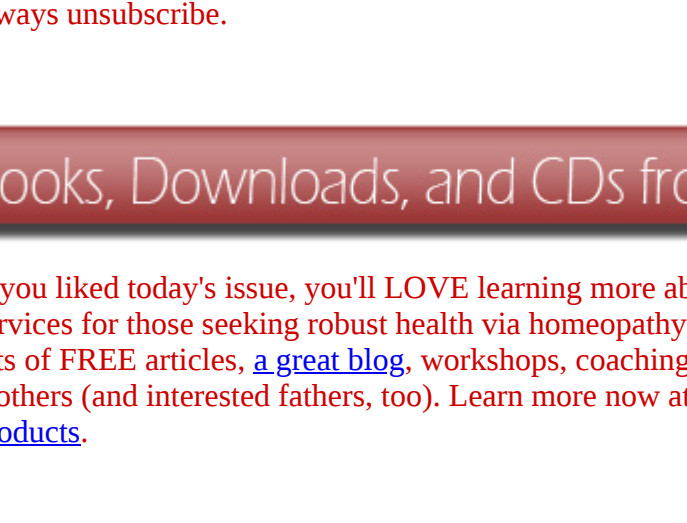 ways unsubscribe.
ooks, Downloads, and CDs fro
you liked today's issue, you'll LOVE learning more ab
rvices for those seeking robust health via homeopathy
ts of FREE articles, a great blog, workshops, coaching
others (and interested fathers, too). Learn more now at
oducts.